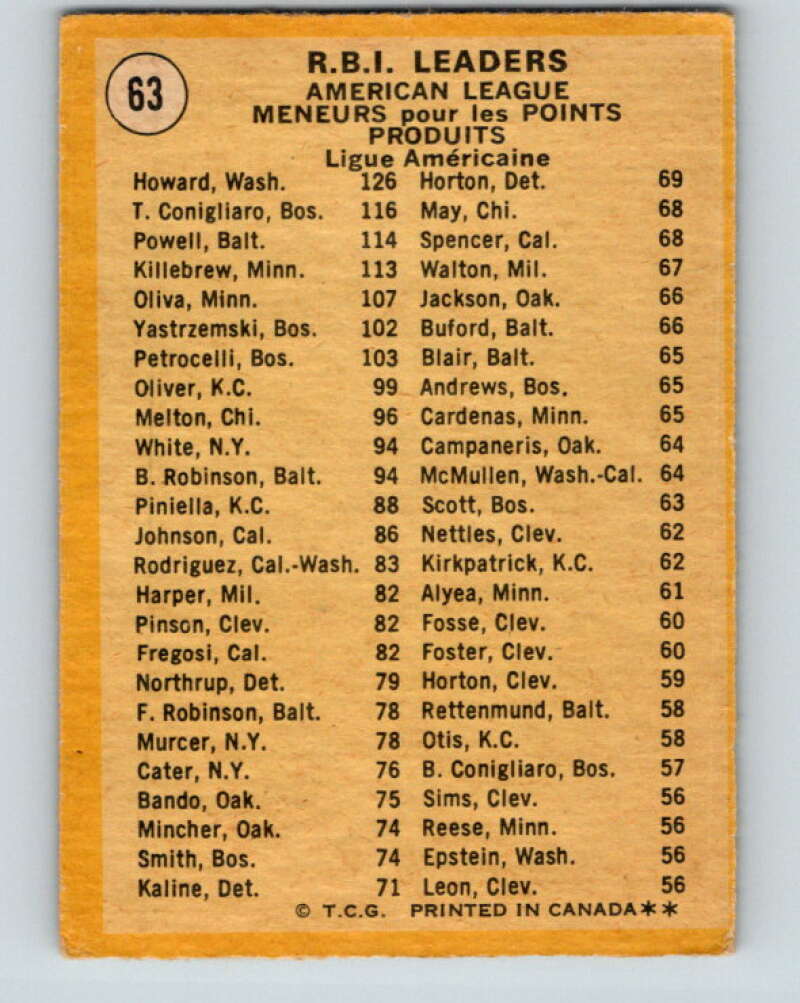 63
R.B.I. LEADERS
AMERICAN LEAGUE
MENEURS pour les POINTS
PRODUITS
Ligue Américaine
Howard, Wash. 126 Horton, Det. 69
T. Conigliaro, Bos. 116 May, Chi. 68
Powell, Balt. 114 Spencer, Cal. 68
Killebrew, Minn. 113 Walton, Mil. 67
Oliva, Minn. 107 Jackson, Oak. 66
Yastrzemski, Bos. 102 Buford, Balt. 66
Petrocelli, Bos. 103 Blair, Balt. 65
Oliver, K.C. 99 Andrews, Bos. 65
Melton, Chi. 96 Cardenas, Minn. 65
White, N.Y. 94 Campaneris, Oak. 64
B. Robinson, Balt. 94 McMullen, Wash.-Cal. 64
Piniella, K.C. 88 Scott, Bos. 63
Johnson, Cal. 86 Nettles, Clev. 62
Rodriguez, Cal.-Wash. 83 Kirkpatrick, K.C. 62
Harper, Mil. 82 Alyea, Minn. 61
Pinson, Clev. 82 Fosse, Clev. 60
Fregosi, Cal. 82 Foster, Clev. 60
Northrup, Det. 79 Horton, Clev. 59
F. Robinson, Balt. 78 Rettenmund, Balt. 58
Murcer, N.Y. 78 Otis, K.C. 58
Cater, N.Y. 76 B. Conigliaro, Bos. 57
Bando, Oak. 75 Sims, Clev. 56
Mincher, Oak. 74 Reese, Minn. 56
Smith, Bos. 74 Epstein, Wash. 56
Kaline, Det. 71 Leon, Clev. 56
© T.C.G. PRINTED IN CANADA**